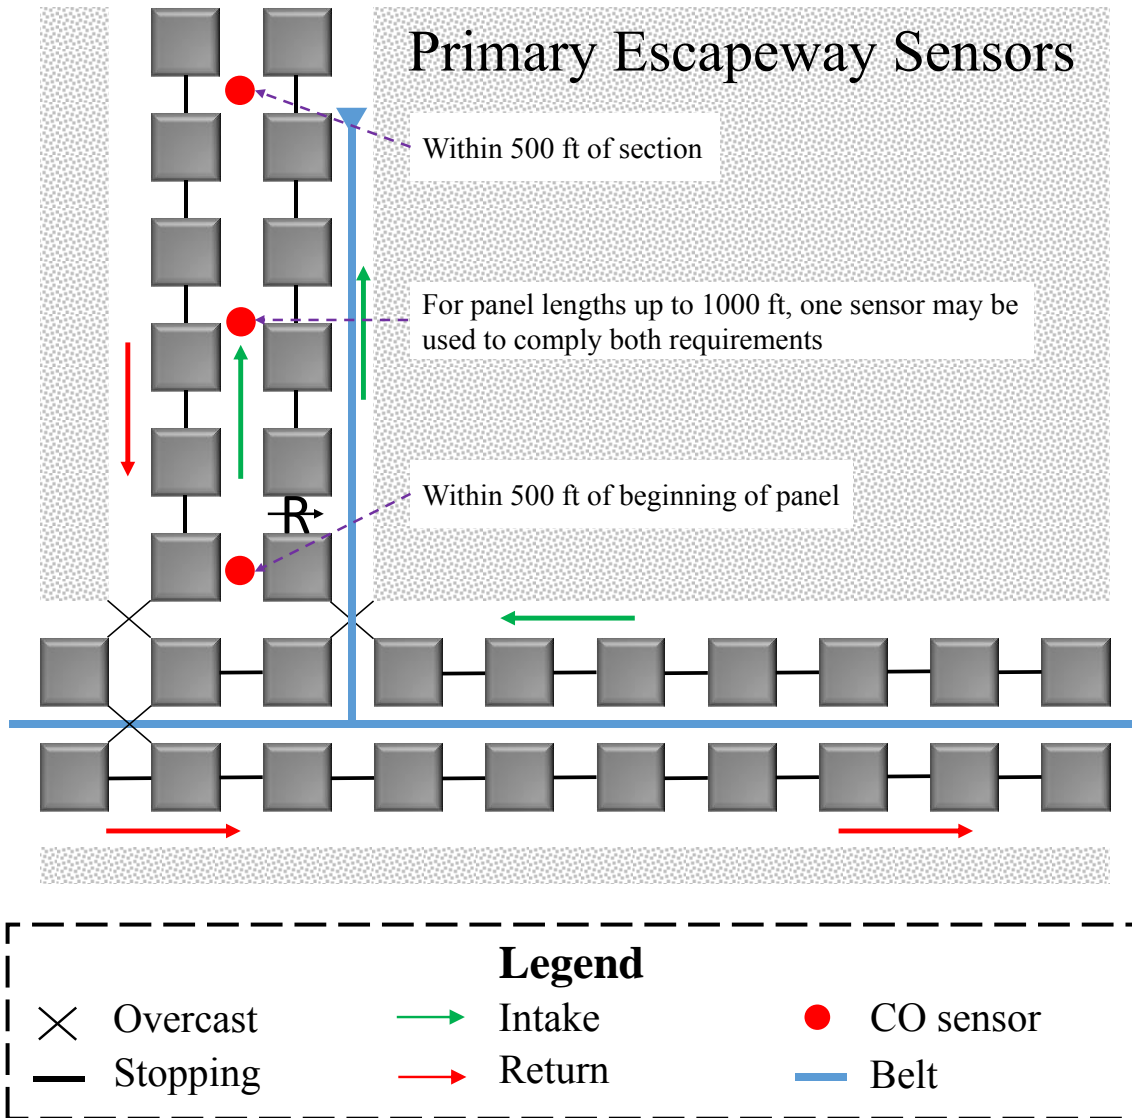 Primary Escapeway Sensors
Within 500 ft of section
For panel lengths up to 1000 ft, one sensor may be
used to comply both requirements
Within 500 ft of beginning of panel
R
Legend
Overcast
Intake
CO sensor
Stopping
Return
Belt